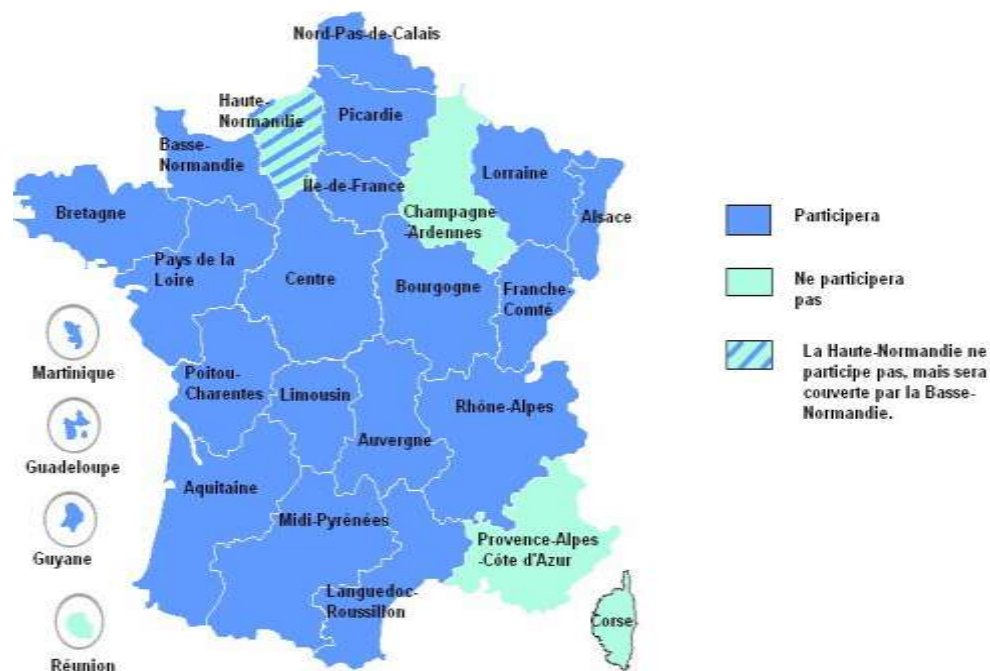 Nord-Pas-de-Calais
Haute-
Normandie
Picardie
Basse-
Normandie
Île-de-France
Lorraine
Alsace
Champagne
-Ardennes
Bretagne
Pays de la
Loire
Centre
Bourgogne
Franche-
Comté
Poitou-
Charentes
Limousin
Auvergne
Rhône-Alpes
Aquitaine
Midi-Pyrénées
Languedoc-
Roussillon
Provence-Alpes
-Côte d'Azur
Corse
Martinique
Guadeloupe
Guyane
Réunion
Participera
Ne participera
pas
La Haute-Normandie ne
participe pas, mais sera
couverte par la Basse-
Normandie.